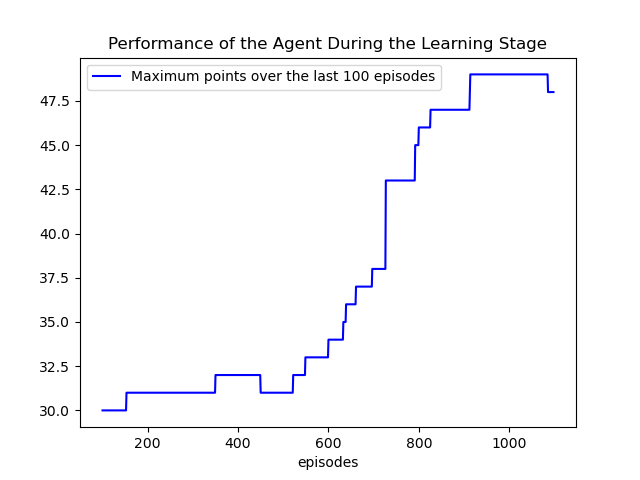 Performance of the Agent During the Learning Stage
Maximum points over the last 100 episodes
47.5
45.0
42.5
40.0
37.5
35.0
32.5
30.0
200 400 600 800 1000
episodes